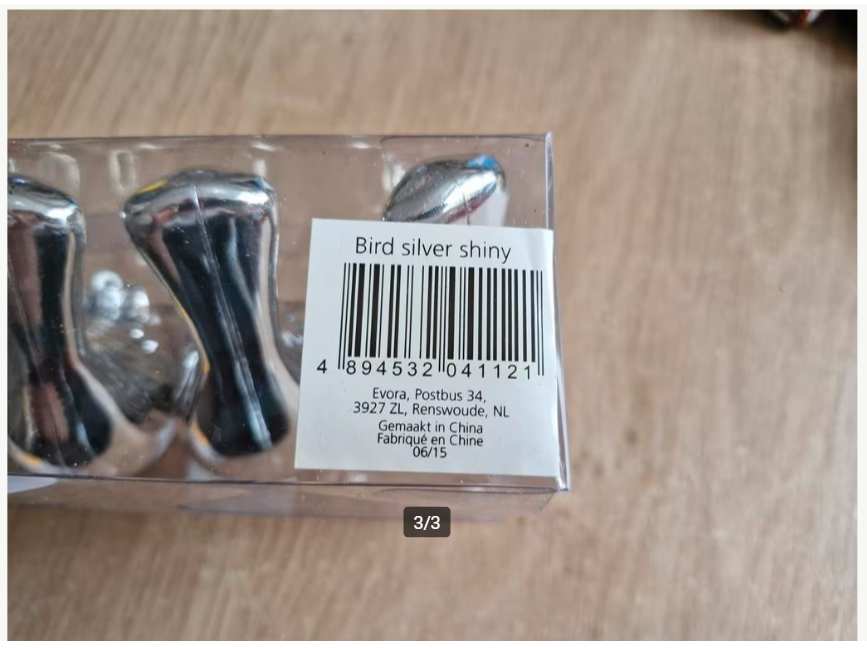 Bird silver shiny
4 894532 041121
Evora, Postbus 34,
3927 ZL, Renswoude, NL
Gemaakt in China
Fabriqué en Chine
06/15
3/3